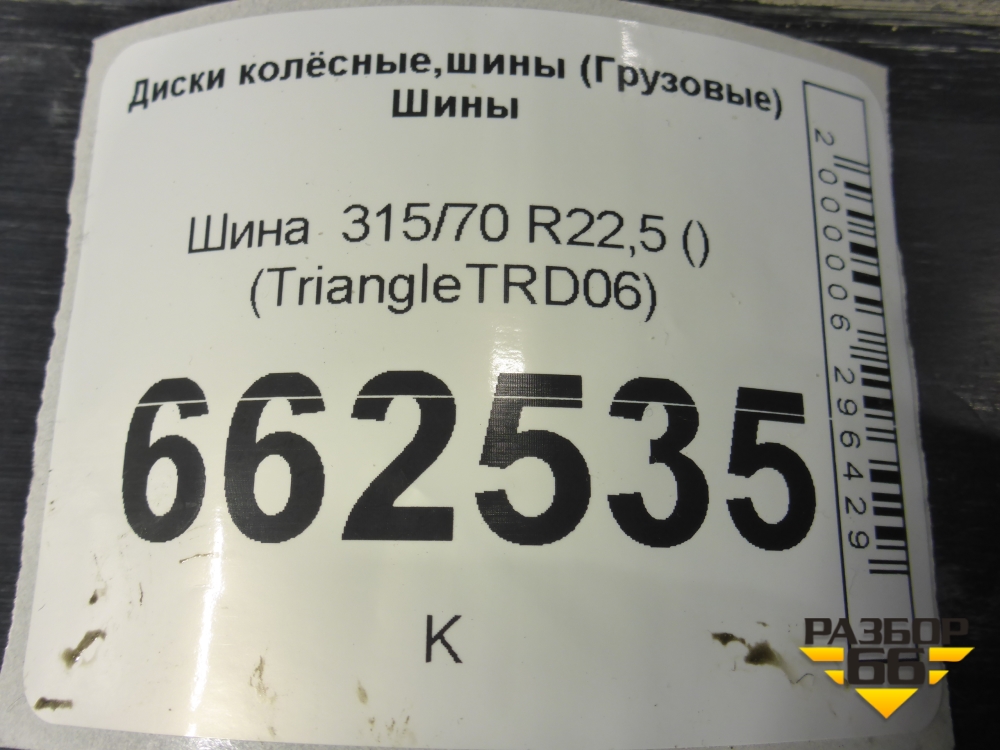 Диски колёсные,шины (Грузовые)
Шины
Шина 315/70 R22,5 ()
(TriangleTRD06)
662535
К
2000006296429
РАЗБОР
66